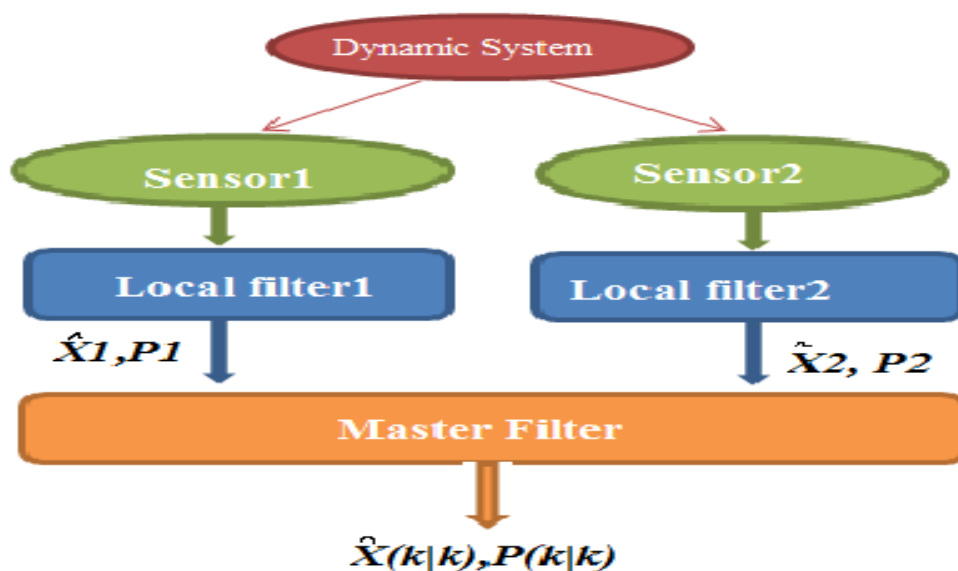 Dynamic System
Sensor1
Sensor2
Local filter1
Local filter2
X̂1,P1
X̃2, P2
Master Filter
X̂(k|k),P(k|k)